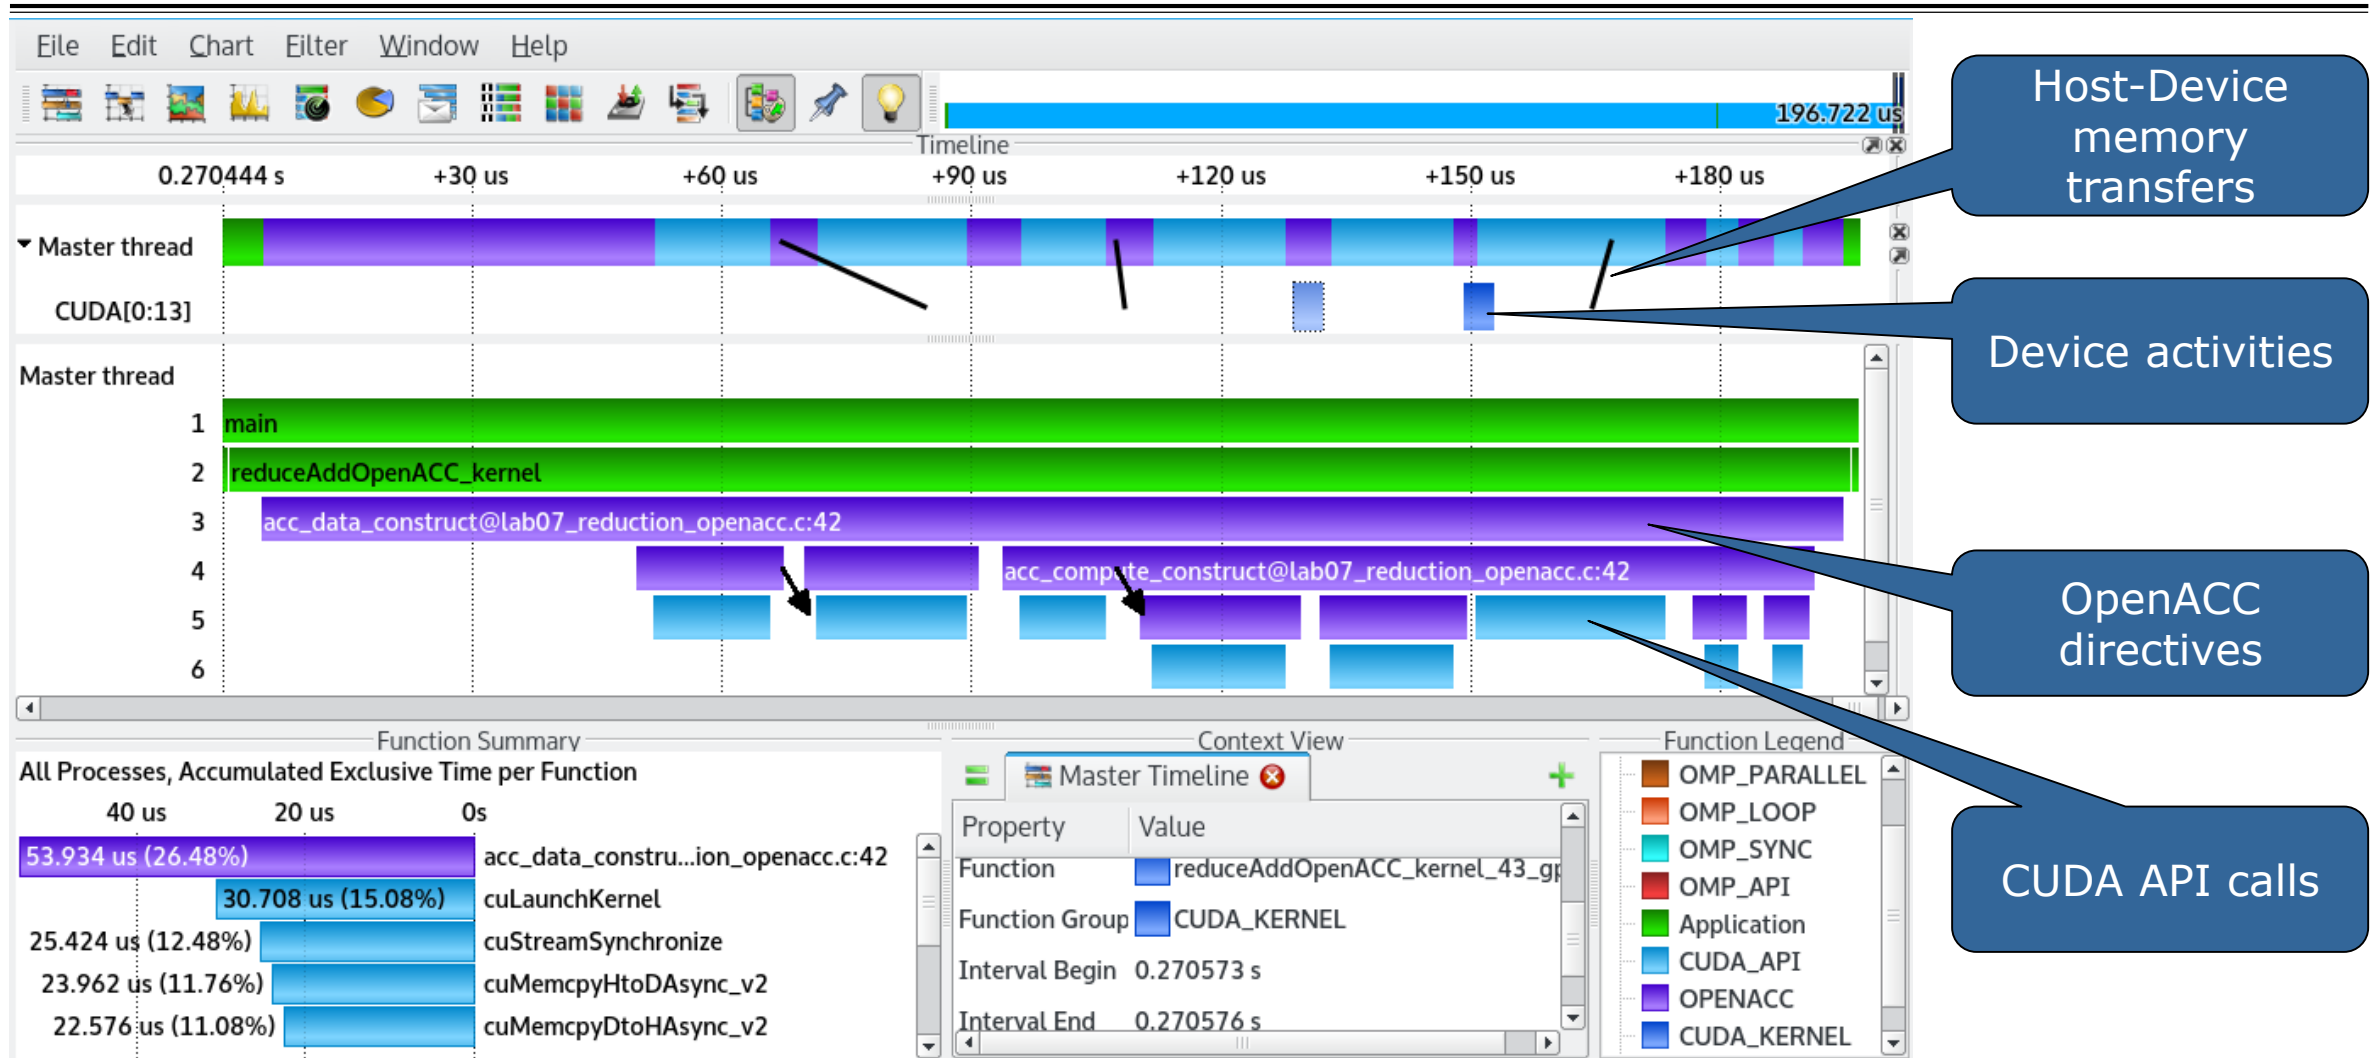 File Edit Chart Filter Window Help
196.722 us
Timeline
0.270444 s +30 us +60 us +90 us +120 us +150 us +180 us
Master thread
CUDA[0:13]
Master thread
1 main
2 reduceAddOpenACC_kernel
3 acc_data_construct@lab07_reduction_openacc.c:42
4 acc_compute_construct@lab07_reduction_openacc.c:42
5
6
Host-Device
memory
transfers
Device activities
OpenACC
directives
CUDA API calls
Function Summary
All Processes, Accumulated Exclusive Time per Function
40 us 20 us 0s
53.934 us (26.48%) acc_data_constru...ion_openacc.c:42
30.708 us (15.08%) cuLaunchKernel
25.424 us (12.48%) cuStreamSynchronize
23.962 us (11.76%) cuMemcpyHtoDAsync_v2
22.576 us (11.08%) cuMemcpyDtoHAsync_v2
Context View
Master Timeline
Property Value
Function reduceAddOpenACC_kernel_43_gp
Function Group CUDA_KERNEL
Interval Begin 0.270573 s
Interval End 0.270576 s
Function Legend
OMP_PARALLEL
OMP_LOOP
OMP_SYNC
OMP_API
Application
CUDA_API
OPENACC
CUDA_KERNEL